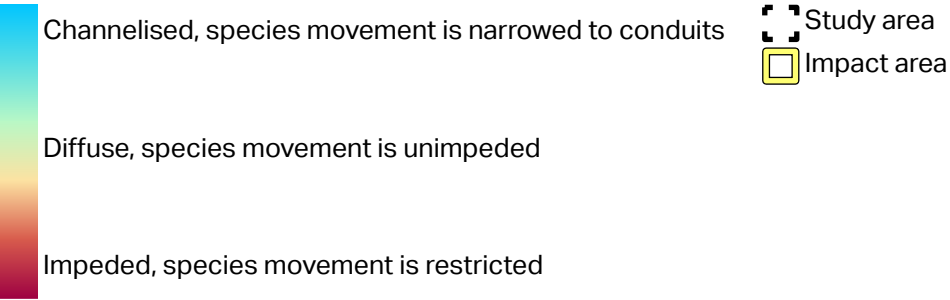 Channelised, species movement is narrowed to conduits
Diffuse, species movement is unimpeded
Impeded, species movement is restricted
Study area
Impact area